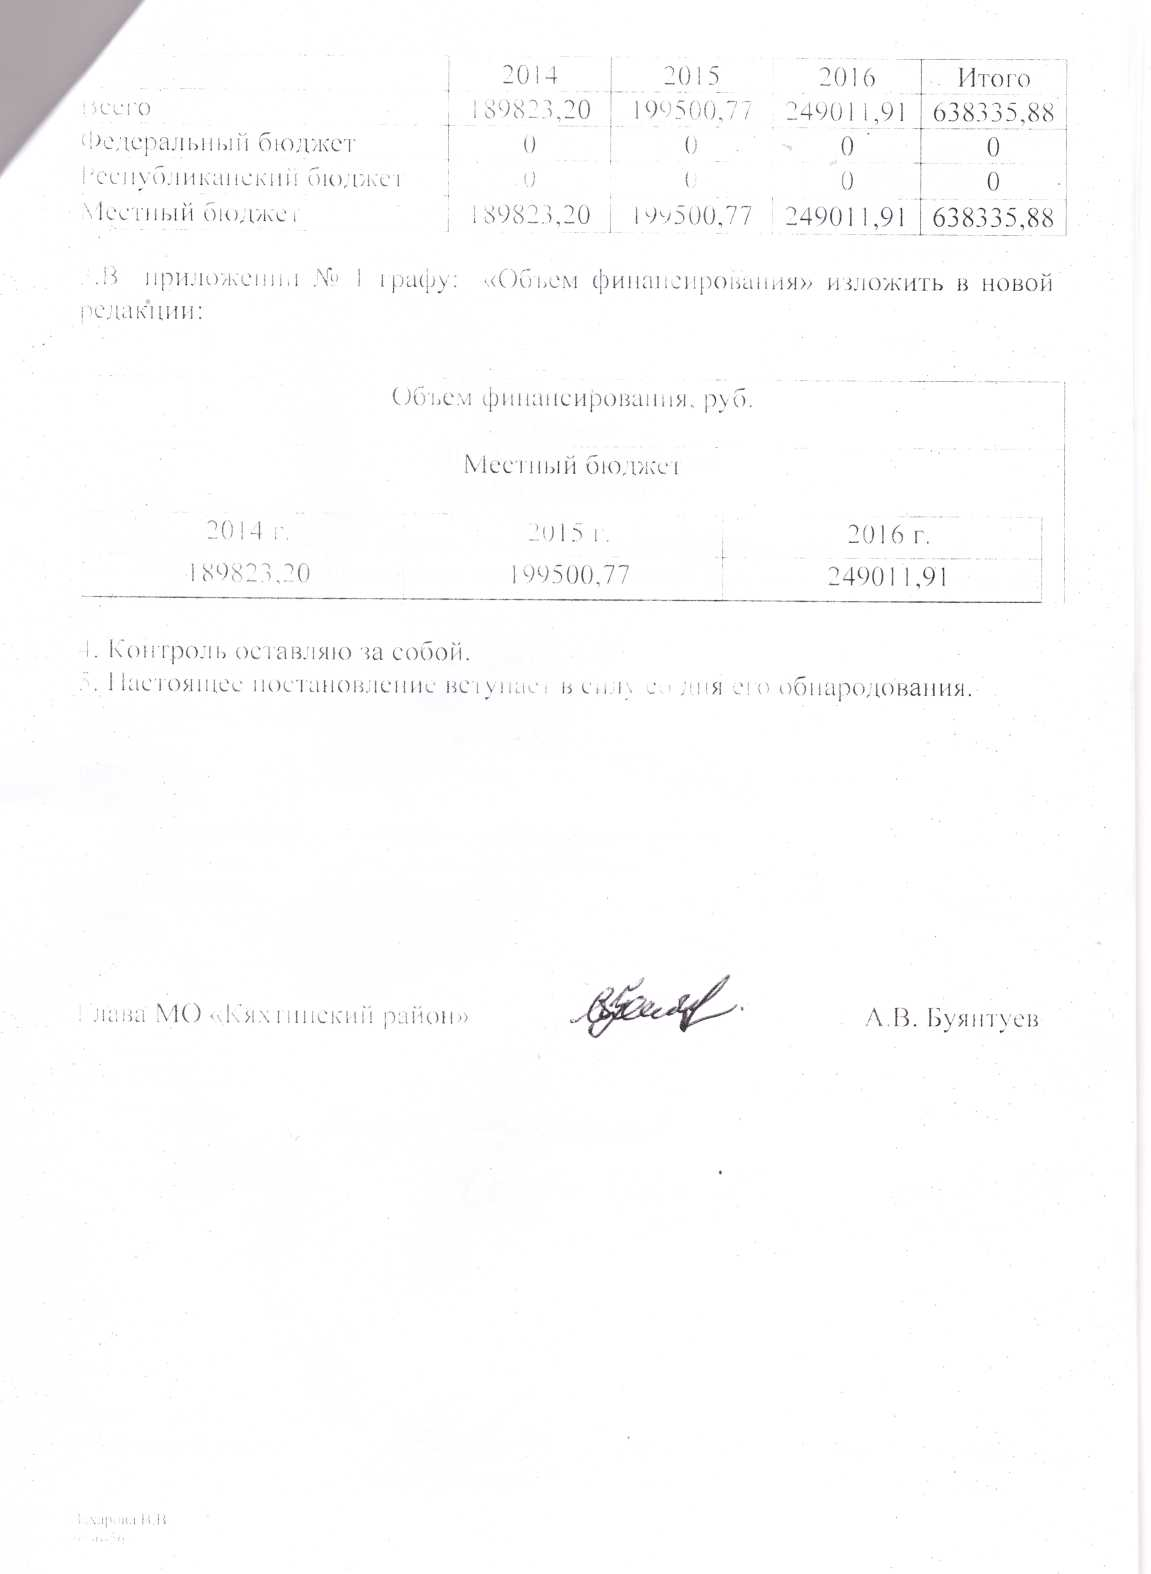 2014 2015 2016 Итого
Всего 189823,20 199500,77 249011,91 638335,88
Федеральный бюджет 0 0 0 0
Республиканский бюджет 0 0 0 0
Местный бюджет 189823,20 199500,77 249011,91 638335,88
.В приложении № 1 графу: «Объем финансирования» изложить в новой
редакции:
Объем финансирования, руб.
Местный бюджет
2014 г. 2015 г. 2016 г.
189823,20 199500,77 249011,91
4. Контроль оставляю за собой.
5. Настоящее постановление вступает в силу со дня его обнародования.
Глава МО «Кяхтинский район» А.В. Буянтуев
В.В.